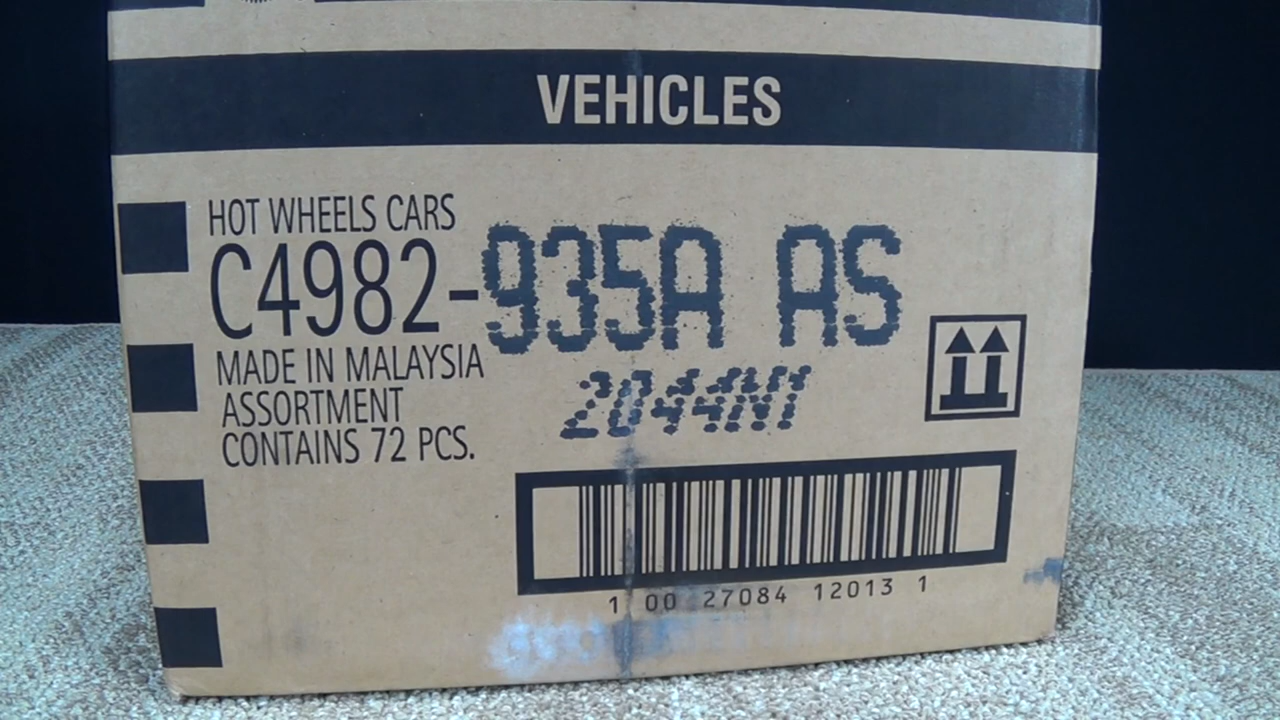 VEHICLES
HOT WHEELS CARS
C4982-935A AS
MADE IN MALAYSIA
ASSORTMENT
CONTAINS 72 PCS.
2044N1
1 00 27084 12013 1